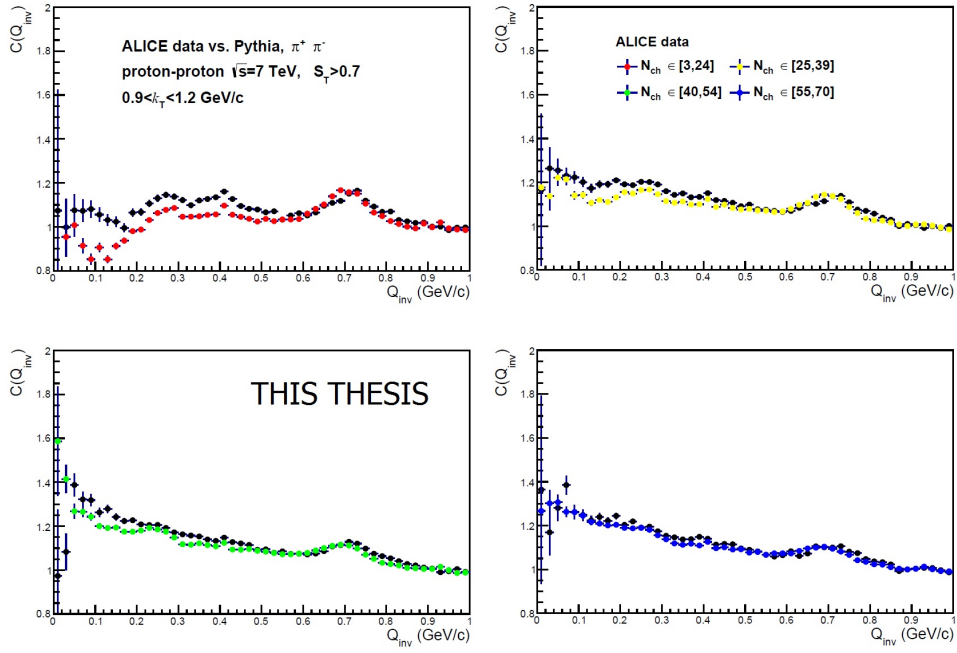 C(Q_inv)
2
1.8
1.6
1.4
1.2
1
0.8
ALICE data vs. Pythia, π⁺ π⁻
proton-proton √s=7 TeV, S_T>0.7
0.9<k_T<1.2 GeV/c
0 0.1 0.2 0.3 0.4 0.5 0.6 0.7 0.8 0.9 1
Q_inv (GeV/c)
C(Q_inv)
2
1.8
1.6
1.4
1.2
1
0.8
ALICE data
N_ch ∈ [3,24] N_ch ∈ [25,39]
N_ch ∈ [40,54] N_ch ∈ [55,70]
0 0.1 0.2 0.3 0.4 0.5 0.6 0.7 0.8 0.9 1
Q_inv (GeV/c)
C(Q_inv)
2
1.8
1.6
1.4
1.2
1
0.8
THIS THESIS
0 0.1 0.2 0.3 0.4 0.5 0.6 0.7 0.8 0.9 1
Q_inv (GeV/c)
C(Q_inv)
2
1.8
1.6
1.4
1.2
1
0.8
0 0.1 0.2 0.3 0.4 0.5 0.6 0.7 0.8 0.9 1
Q_inv (GeV/c)